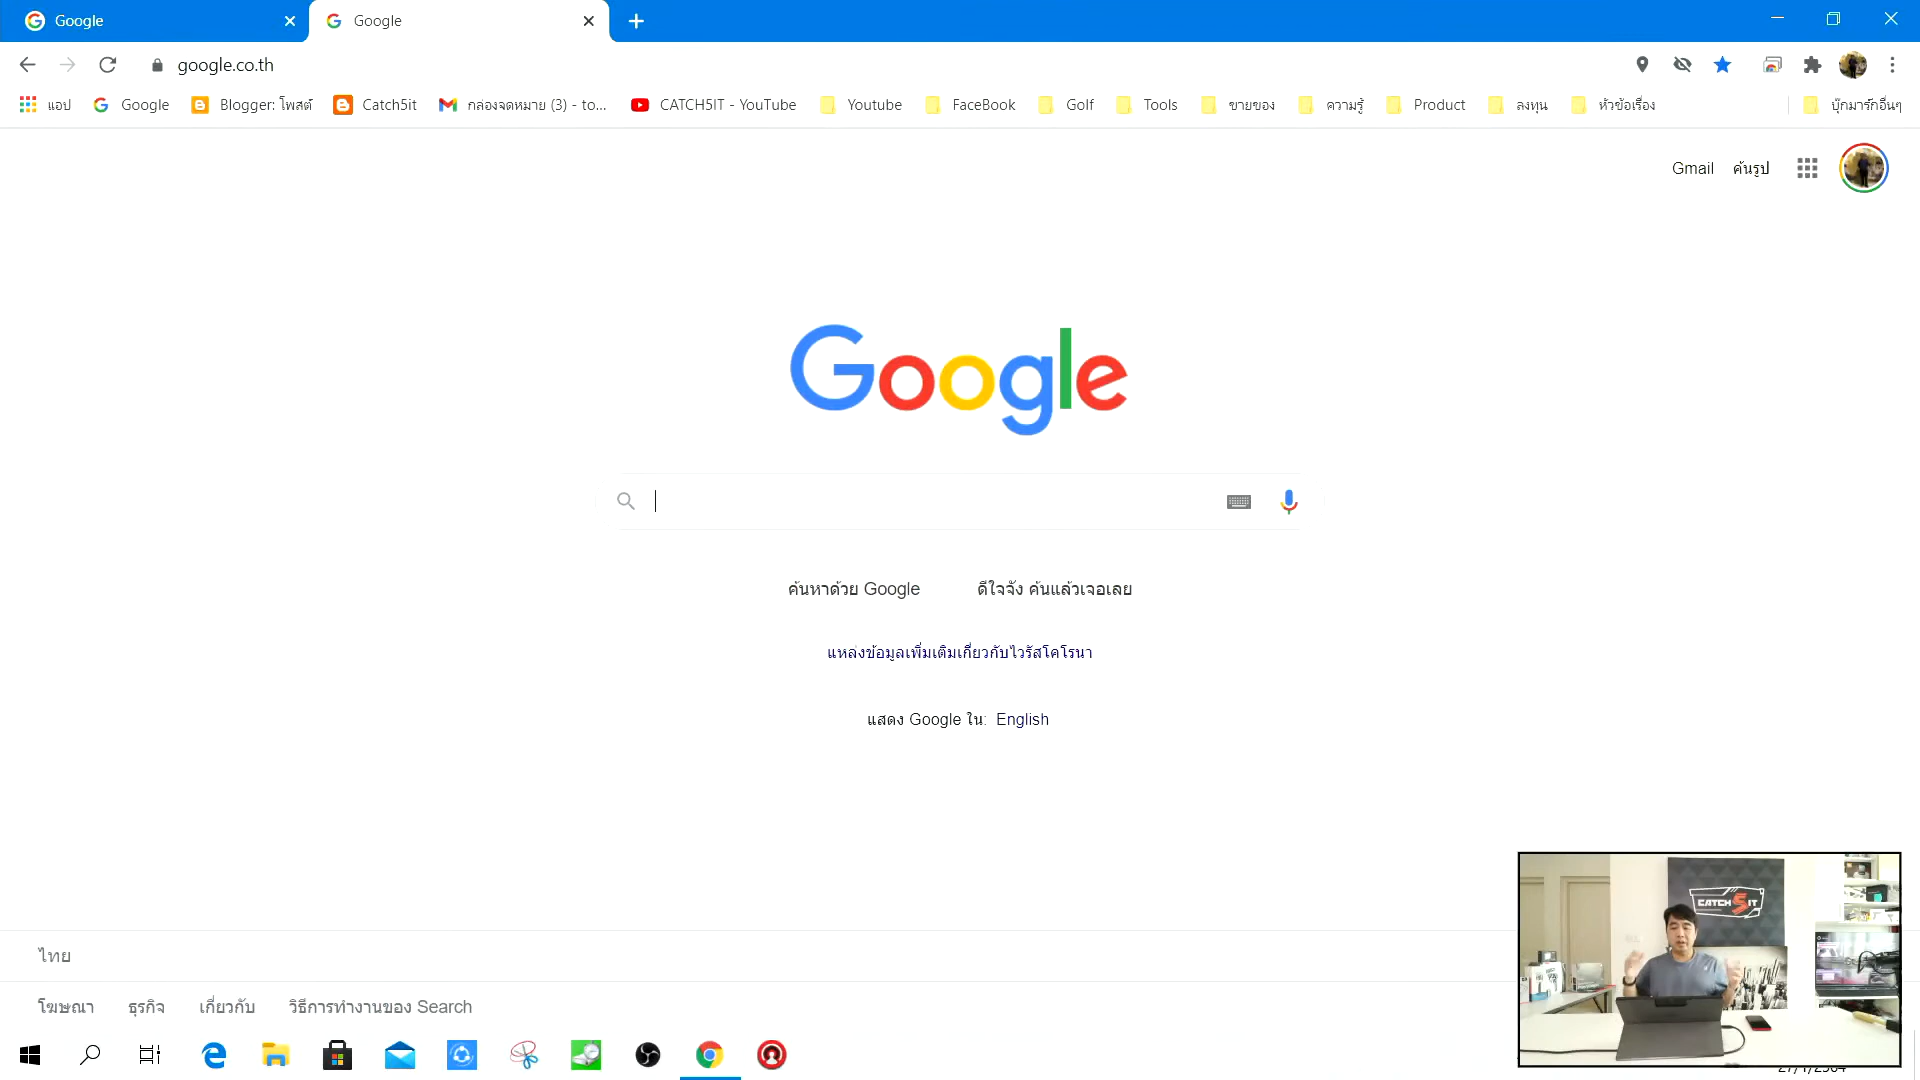 Google
Google
google.co.th
แอป
Google
Blogger: โพสต์
Catch5it
กล่องจดหมาย (3) - to...
CATCH5IT - YouTube
Youtube
FaceBook
Golf
Tools
ขายของ
ความรู้
Product
ลงทุน
หัวข้อเรื่อง
บุ๊กมาร์กอื่นๆ
Gmail
ค้นรูป
Google
ค้นหาด้วย Google
ดีใจจัง ค้นแล้วเจอเลย
แหล่งข้อมูลเพิ่มเติมเกี่ยวกับไวรัสโคโรนา
แสดง Google ใน: English
ไทย
โฆษณา
ธุรกิจ
เกี่ยวกับ
วิธีการทำงานของ Search
CATCH5IT